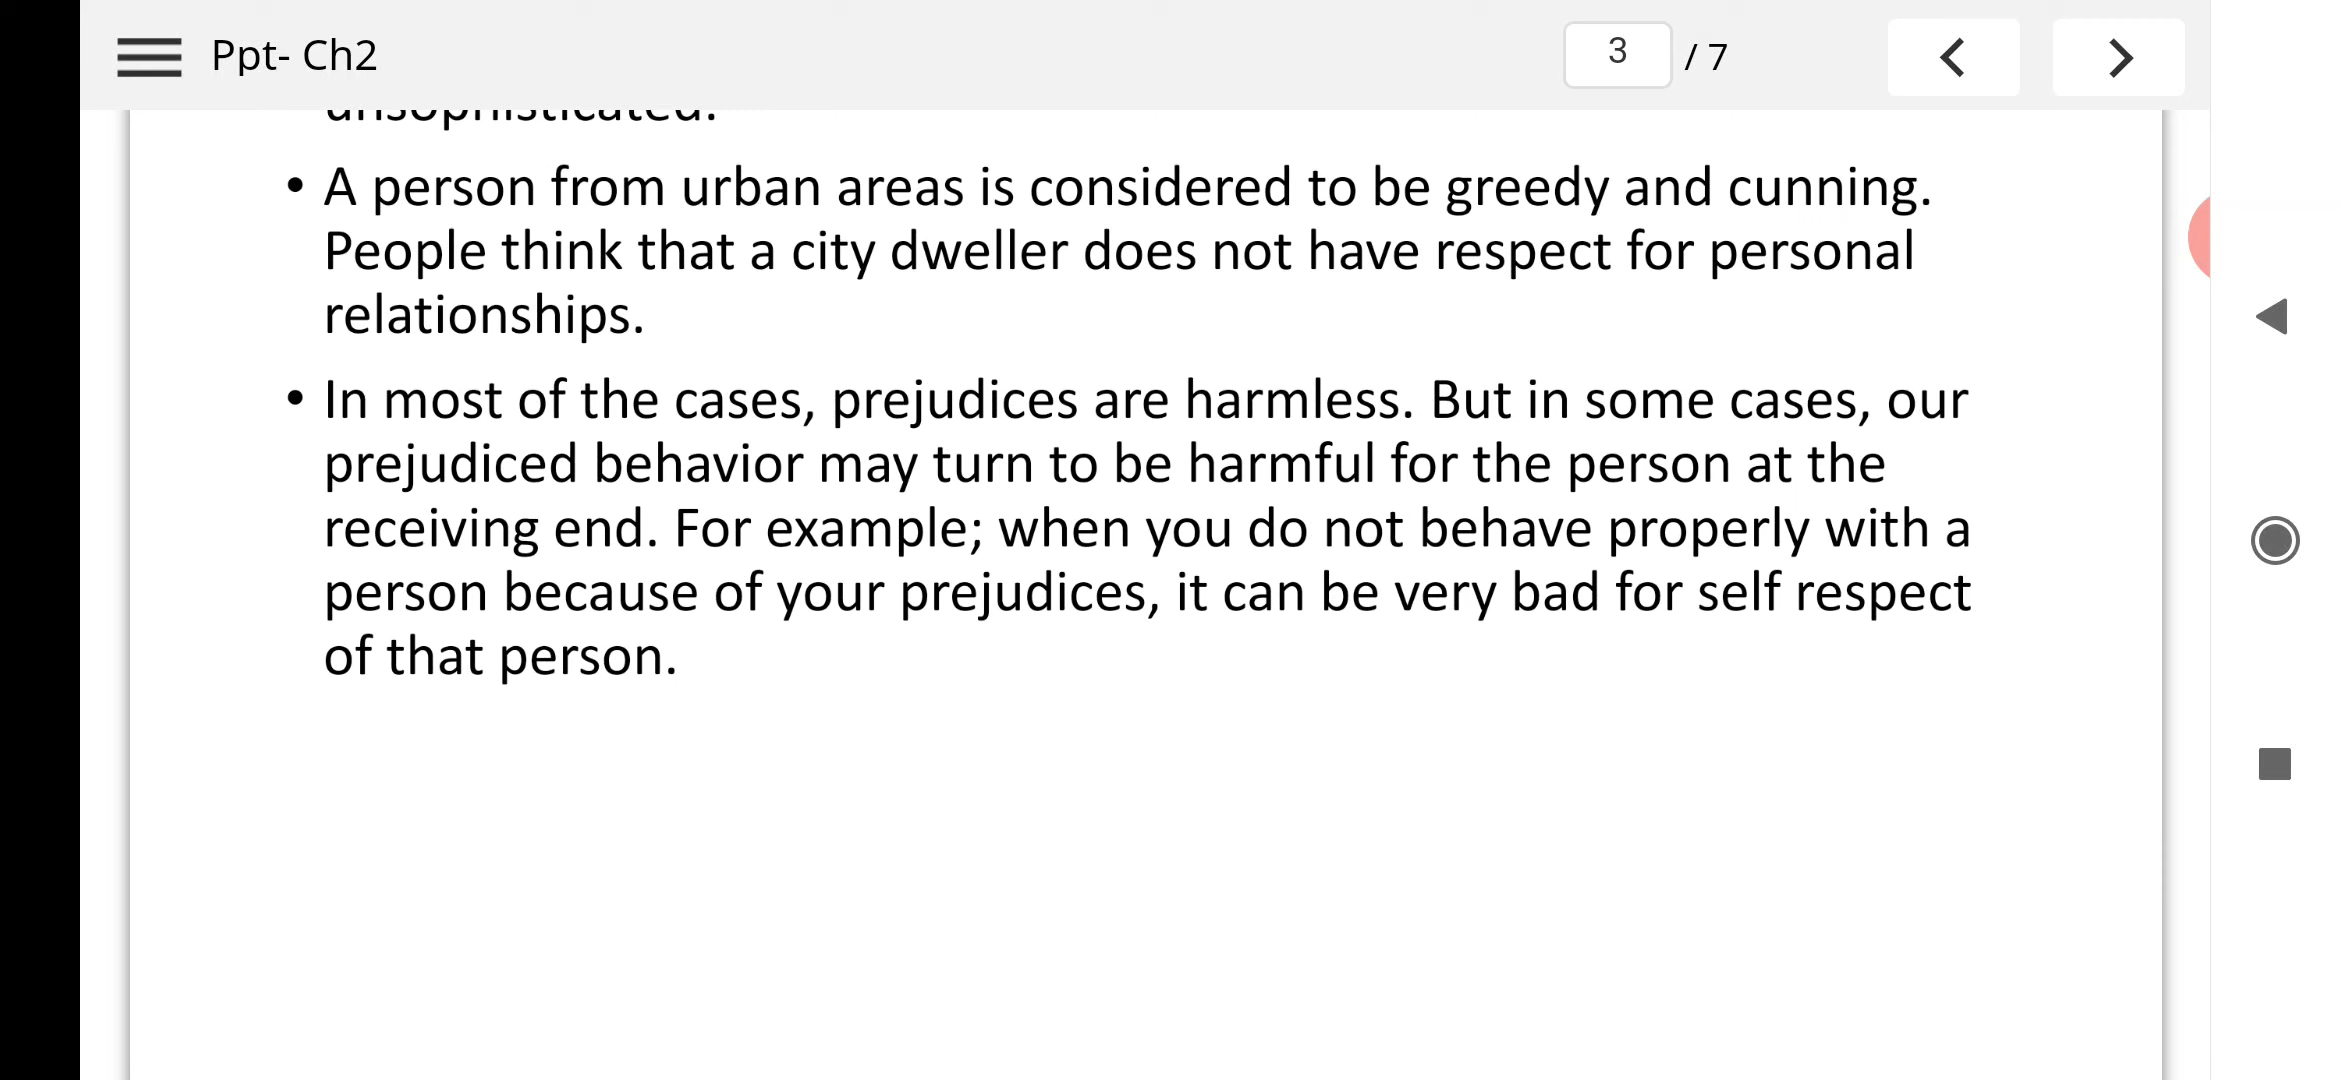 Ppt- Ch2
3 / 7
unsophisticated.
• A person from urban areas is considered to be greedy and cunning.
People think that a city dweller does not have respect for personal
relationships.
• In most of the cases, prejudices are harmless. But in some cases, our
prejudiced behavior may turn to be harmful for the person at the
receiving end. For example; when you do not behave properly with a
person because of your prejudices, it can be very bad for self respect
of that person.